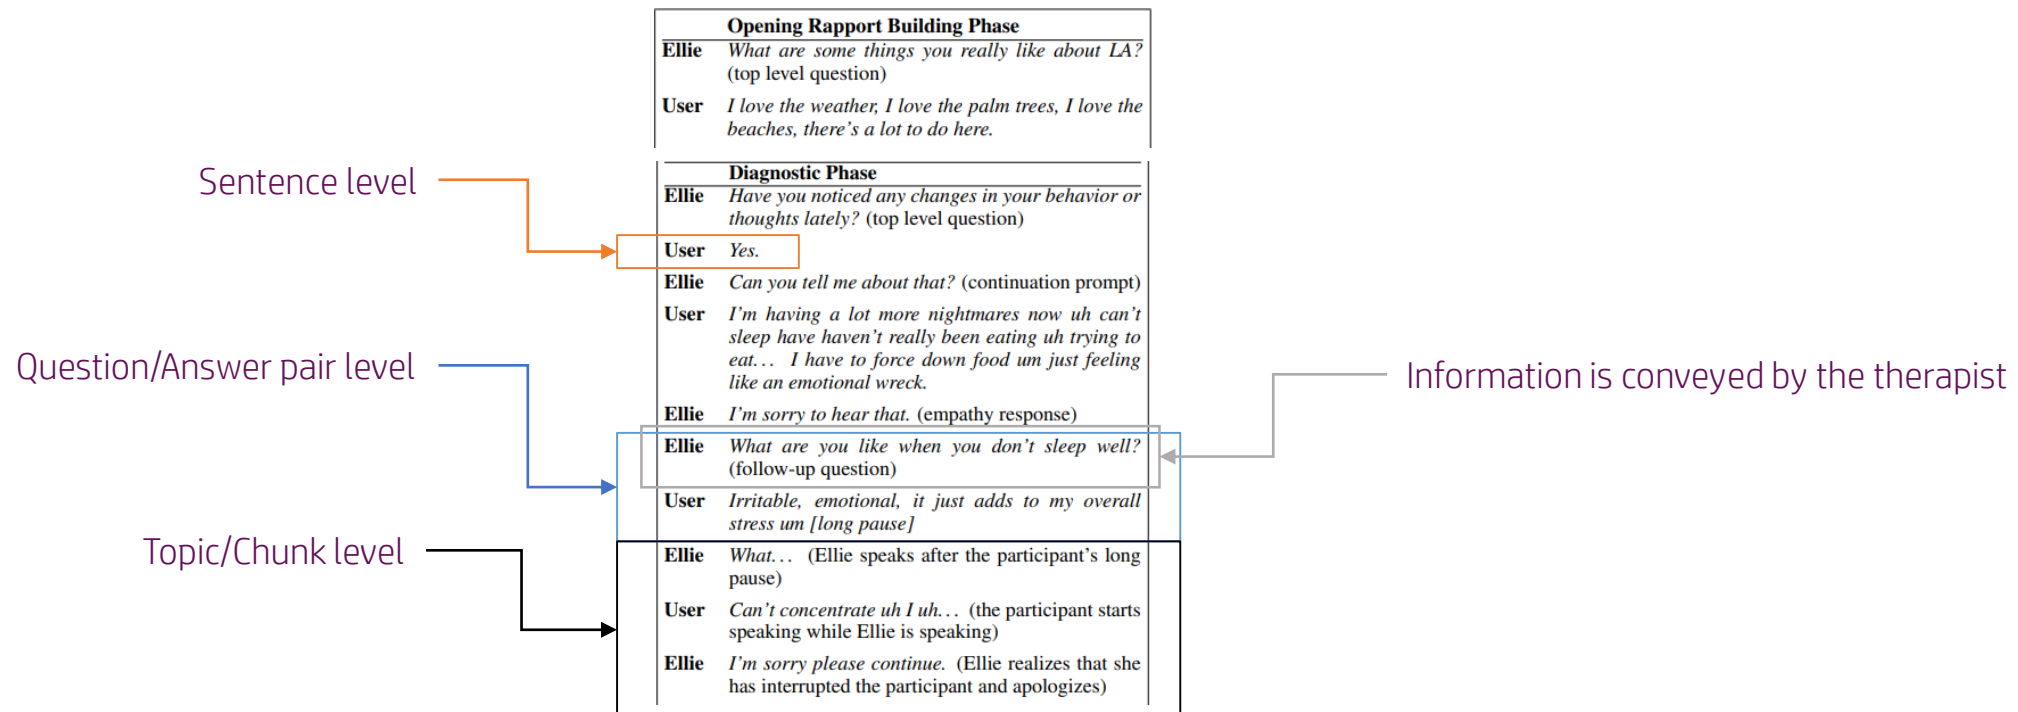 Opening Rapport Building Phase
Ellie What are some things you really like about LA?
(top level question)
User I love the weather, I love the palm trees, I love the
beaches, there's a lot to do here.
Sentence level
Diagnostic Phase
Ellie Have you noticed any changes in your behavior or
thoughts lately? (top level question)
User Yes.
Ellie Can you tell me about that? (continuation prompt)
User I'm having a lot more nightmares now uh can't
sleep have haven't really been eating uh trying to
eat... I have to force down food um just feeling
like an emotional wreck.
Question/Answer pair level
Information is conveyed by the therapist
Ellie I'm sorry to hear that. (empathy response)
Ellie What are you like when you don't sleep well?
(follow-up question)
User Irritable, emotional, it just adds to my overall
stress um [long pause]
Topic/Chunk level
Ellie What... (Ellie speaks after the participant's long
pause)
User Can't concentrate uh I uh... (the participant starts
speaking while Ellie is speaking)
Ellie I'm sorry please continue. (Ellie realizes that she
has interrupted the participant and apologizes)